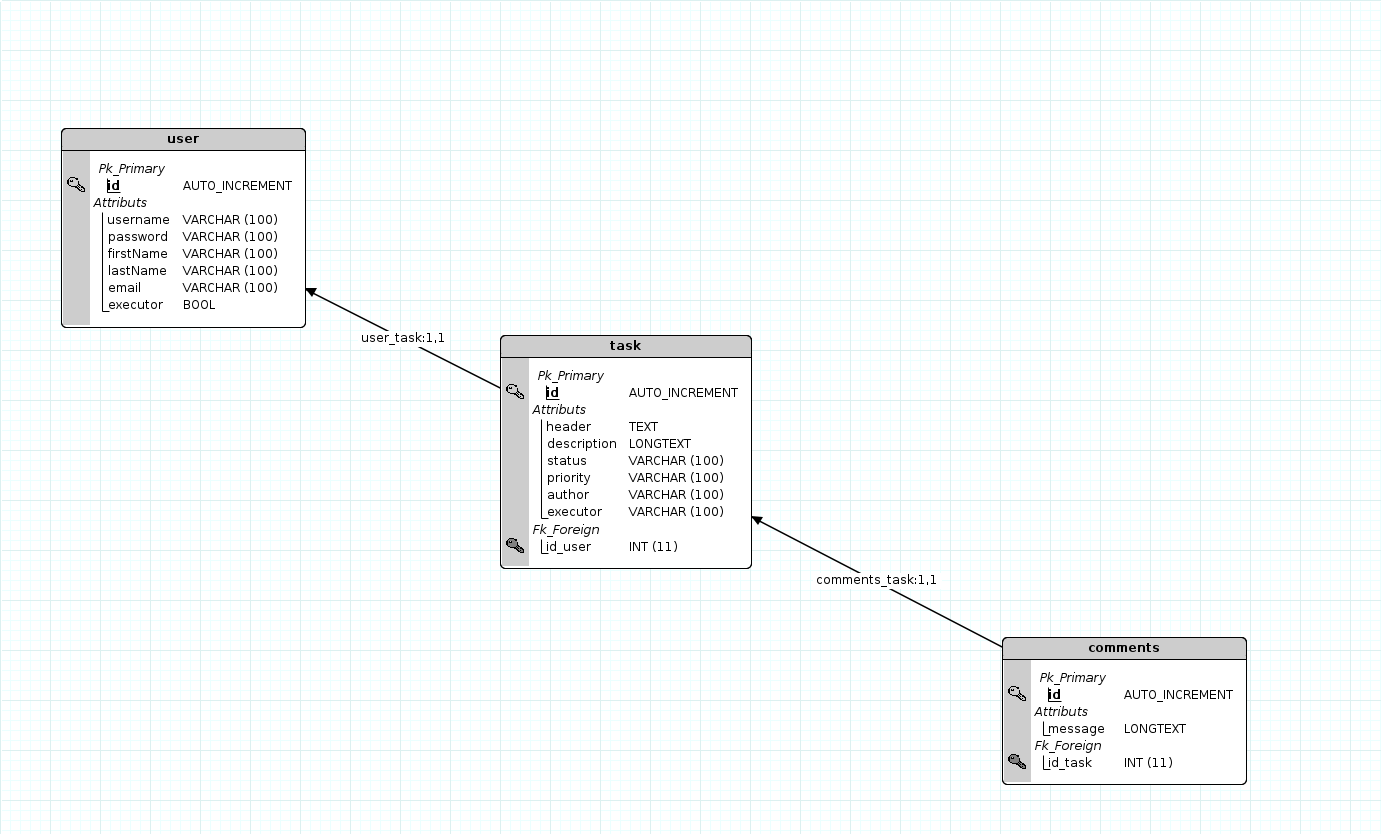 user
Pk_Primary
id AUTO_INCREMENT
Attributs
username VARCHAR (100)
password VARCHAR (100)
firstName VARCHAR (100)
lastName VARCHAR (100)
email VARCHAR (100)
executor BOOL
user_task:1,1
task
Pk_Primary
id AUTO_INCREMENT
Attributs
header TEXT
description LONGTEXT
status VARCHAR (100)
priority VARCHAR (100)
author VARCHAR (100)
executor VARCHAR (100)
Fk_Foreign
id_user INT (11)
comments_task:1,1
comments
Pk_Primary
id AUTO_INCREMENT
Attributs
message LONGTEXT
Fk_Foreign
id_task INT (11)